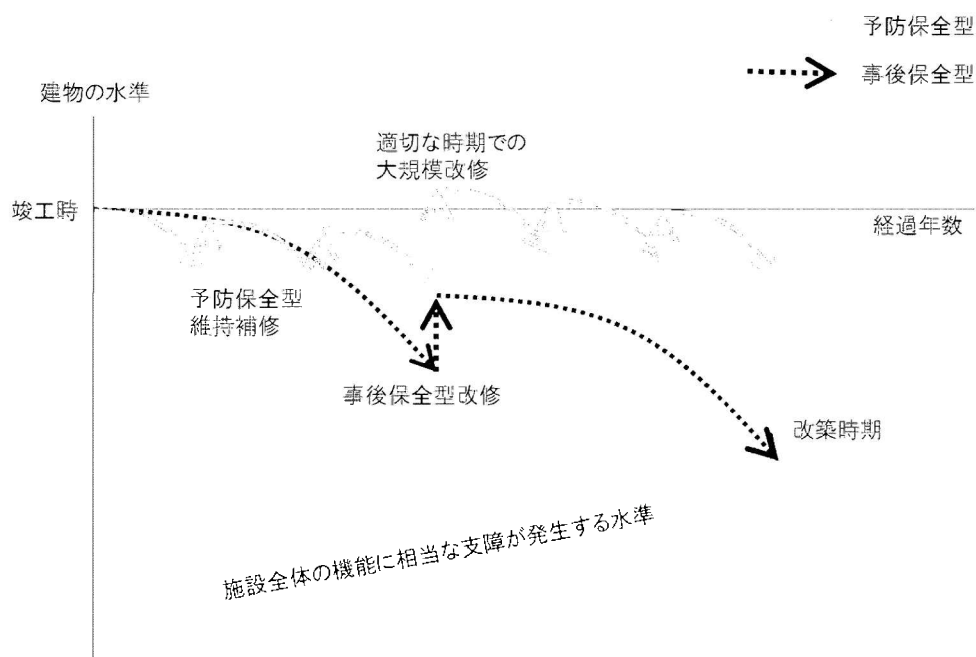 予防保全型
事後保全型
建物の水準
適切な時期での
大規模改修
竣工時
経過年数
予防保全型
維持補修
事後保全型改修
改築時期
施設全体の機能に相当な支障が発生する水準